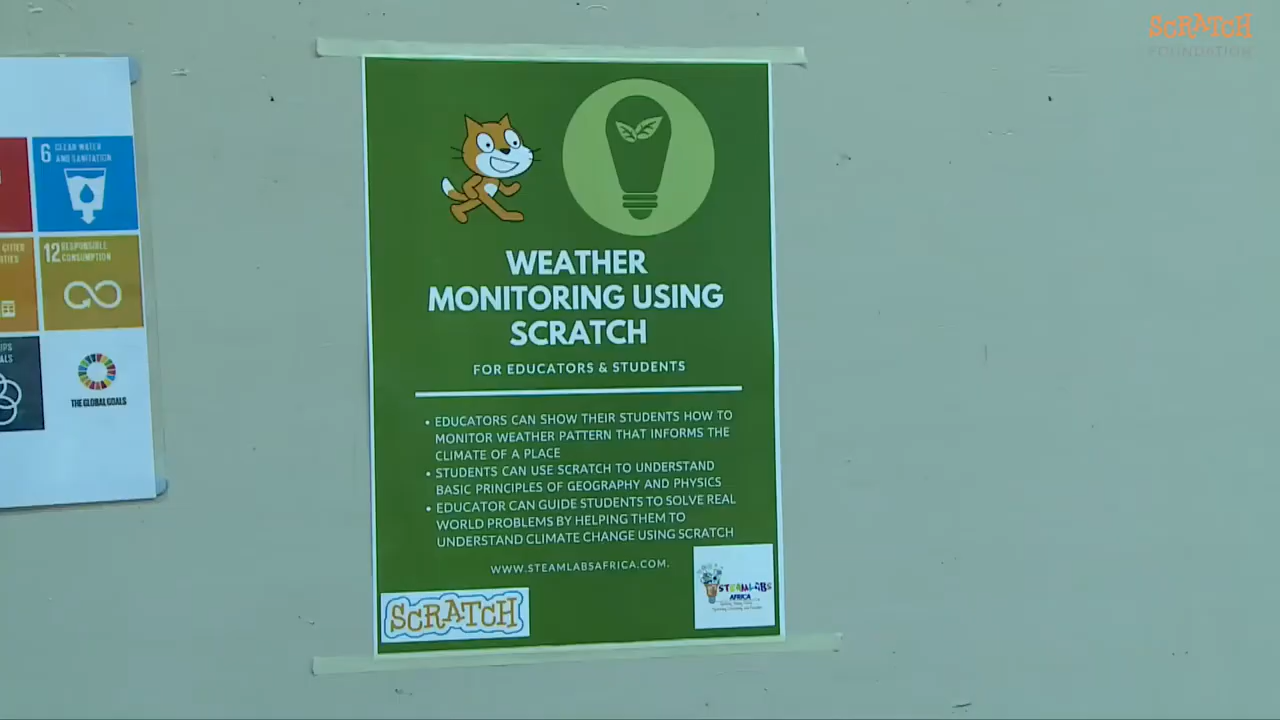 SCRATCH
FOUNDATION
6 CLEAN WATER
AND SANITATION
CITIES
12 RESPONSIBLE
CONSUMPTION
THE GLOBAL GOALS
WEATHER
MONITORING USING
SCRATCH
FOR EDUCATORS & STUDENTS
• EDUCATORS CAN SHOW THEIR STUDENTS HOW TO
MONITOR WEATHER PATTERN THAT INFORMS THE
CLIMATE OF A PLACE
• STUDENTS CAN USE SCRATCH TO UNDERSTAND
BASIC PRINCIPLES OF GEOGRAPHY AND PHYSICS
• EDUCATOR CAN GUIDE STUDENTS TO SOLVE REAL
WORLD PROBLEMS BY HELPING THEM TO
UNDERSTAND CLIMATE CHANGE USING SCRATCH
WWW.STEAMLABSAFRICA.COM.
SCRATCH
STEAMLABS
AFRICA